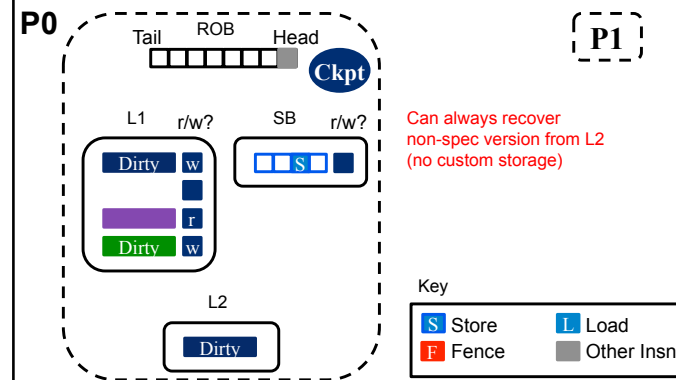 P0
ROB
Tail
Head
Ckpt
P1
L1
r/w?
SB
r/w?
Dirty
w
S
r
Dirty
w
Can always recover
non-spec version from L2
(no custom storage)
L2
Dirty
Key
S Store
L Load
F Fence
Other Insn